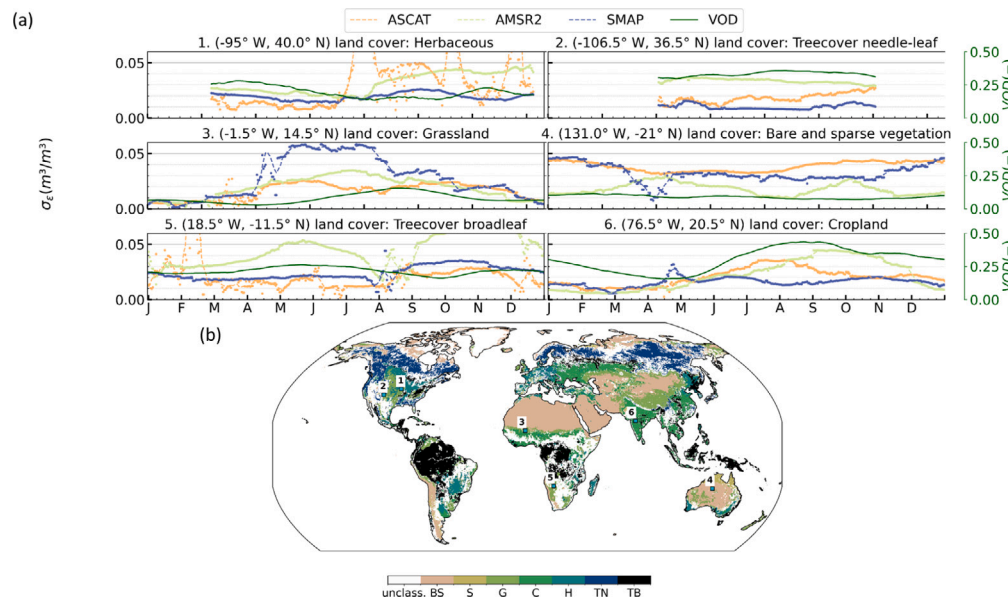 (a)
ASCAT AMSR2 SMAP VOD
1. (-95° W, 40.0° N) land cover: Herbaceous
2. (-106.5° W, 36.5° N) land cover: Treecover needle-leaf
0.05
0.00
0.50
0.25
0.00
VOD(−)
3. (-1.5° W, 14.5° N) land cover: Grassland
4. (131.0° W, -21° N) land cover: Bare and sparse vegetation
σε(m³/m³)
0.05
0.00
0.50
0.25
0.00
VOD(−)
5. (18.5° W, -11.5° N) land cover: Treecover broadleaf
6. (76.5° W, 20.5° N) land cover: Cropland
0.05
0.00
0.50
0.25
0.00
VOD(−)
J F M A M J J A S O N D J F M A M J J A S O N D
(b)
1
2
3
4
5
6
unclass. BS S G C H TN TB